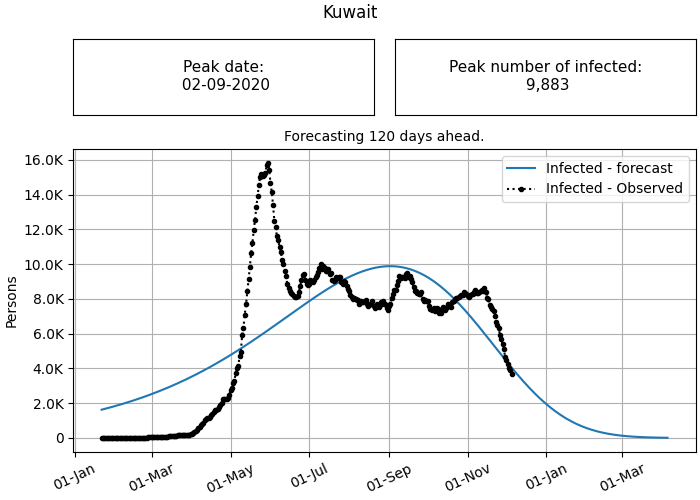 Kuwait
Peak date:
02-09-2020
Peak number of infected:
9,883
Forecasting 120 days ahead.
Infected - forecast
Infected - Observed
Persons
16.0K
14.0K
12.0K
10.0K
8.0K
6.0K
4.0K
2.0K
0
01-Jan
01-Mar
01-May
01-Jul
01-Sep
01-Nov
01-Jan
01-Mar